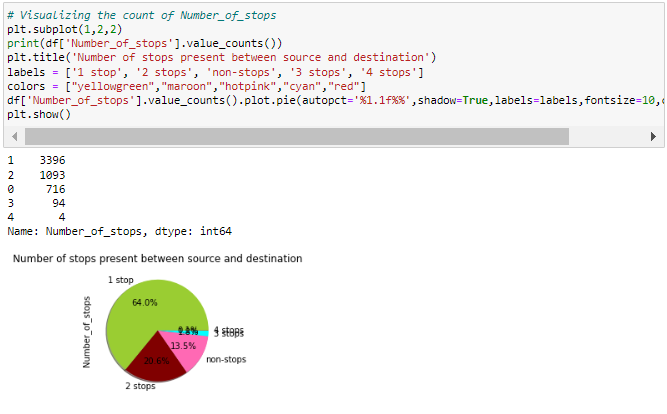 # Visualizing the count of Number_of_stops
plt.subplot(1,2,2)
print(df['Number_of_stops'].value_counts())
plt.title('Number of stops present between source and destination')
labels = ['1 stop', '2 stops', 'non-stops', '3 stops', '4 stops']
colors = ["yellowgreen","maroon","hotpink","cyan","red"]
df['Number_of_stops'].value_counts().plot.pie(autopct='%1.1f%%',shadow=True,labels=labels,fontsize=10,
plt.show()
1 3396
2 1093
0 716
3 94
4 4
Name: Number_of_stops, dtype: int64
Number of stops present between source and destination
1 stop
64.0%
Number_of_stops
4 stops
3 stops
13.5%
20.6%
non-stops
2 stops